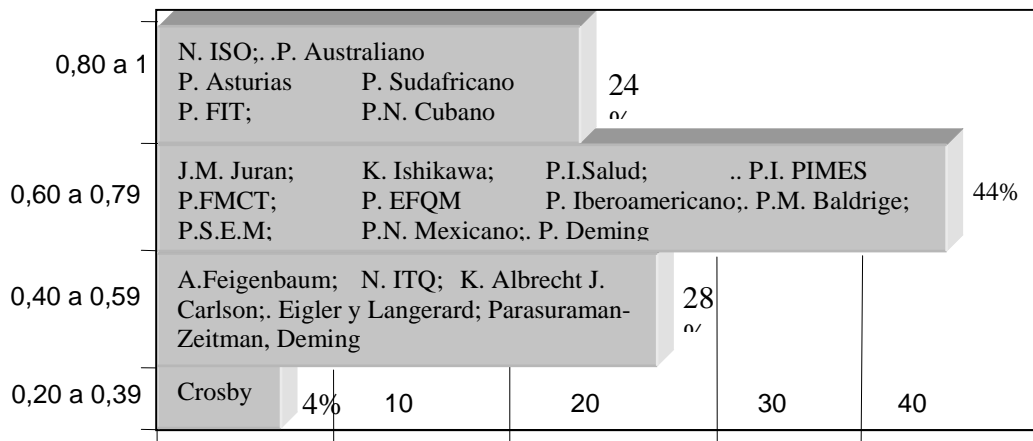 0,80 a 1
N. ISO;. .P. Australiano
P. Asturias P. Sudafricano
P. FIT; P.N. Cubano
24
%
0,60 a 0,79
J.M. Juran; K. Ishikawa; P.I.Salud; .. P.I. PIMES
P.FMCT; P. EFQM P. Iberoamericano;. P.M. Baldrige;
P.S.E.M; P.N. Mexicano;. P. Deming
44%
0,40 a 0,59
A.Feigenbaum; N. ITQ; K. Albrecht J.
Carlson;. Eigler y Langerard; Parasuraman-
Zeitman, Deming
28
%
0,20 a 0,39
Crosby
4% 10 20 30 40